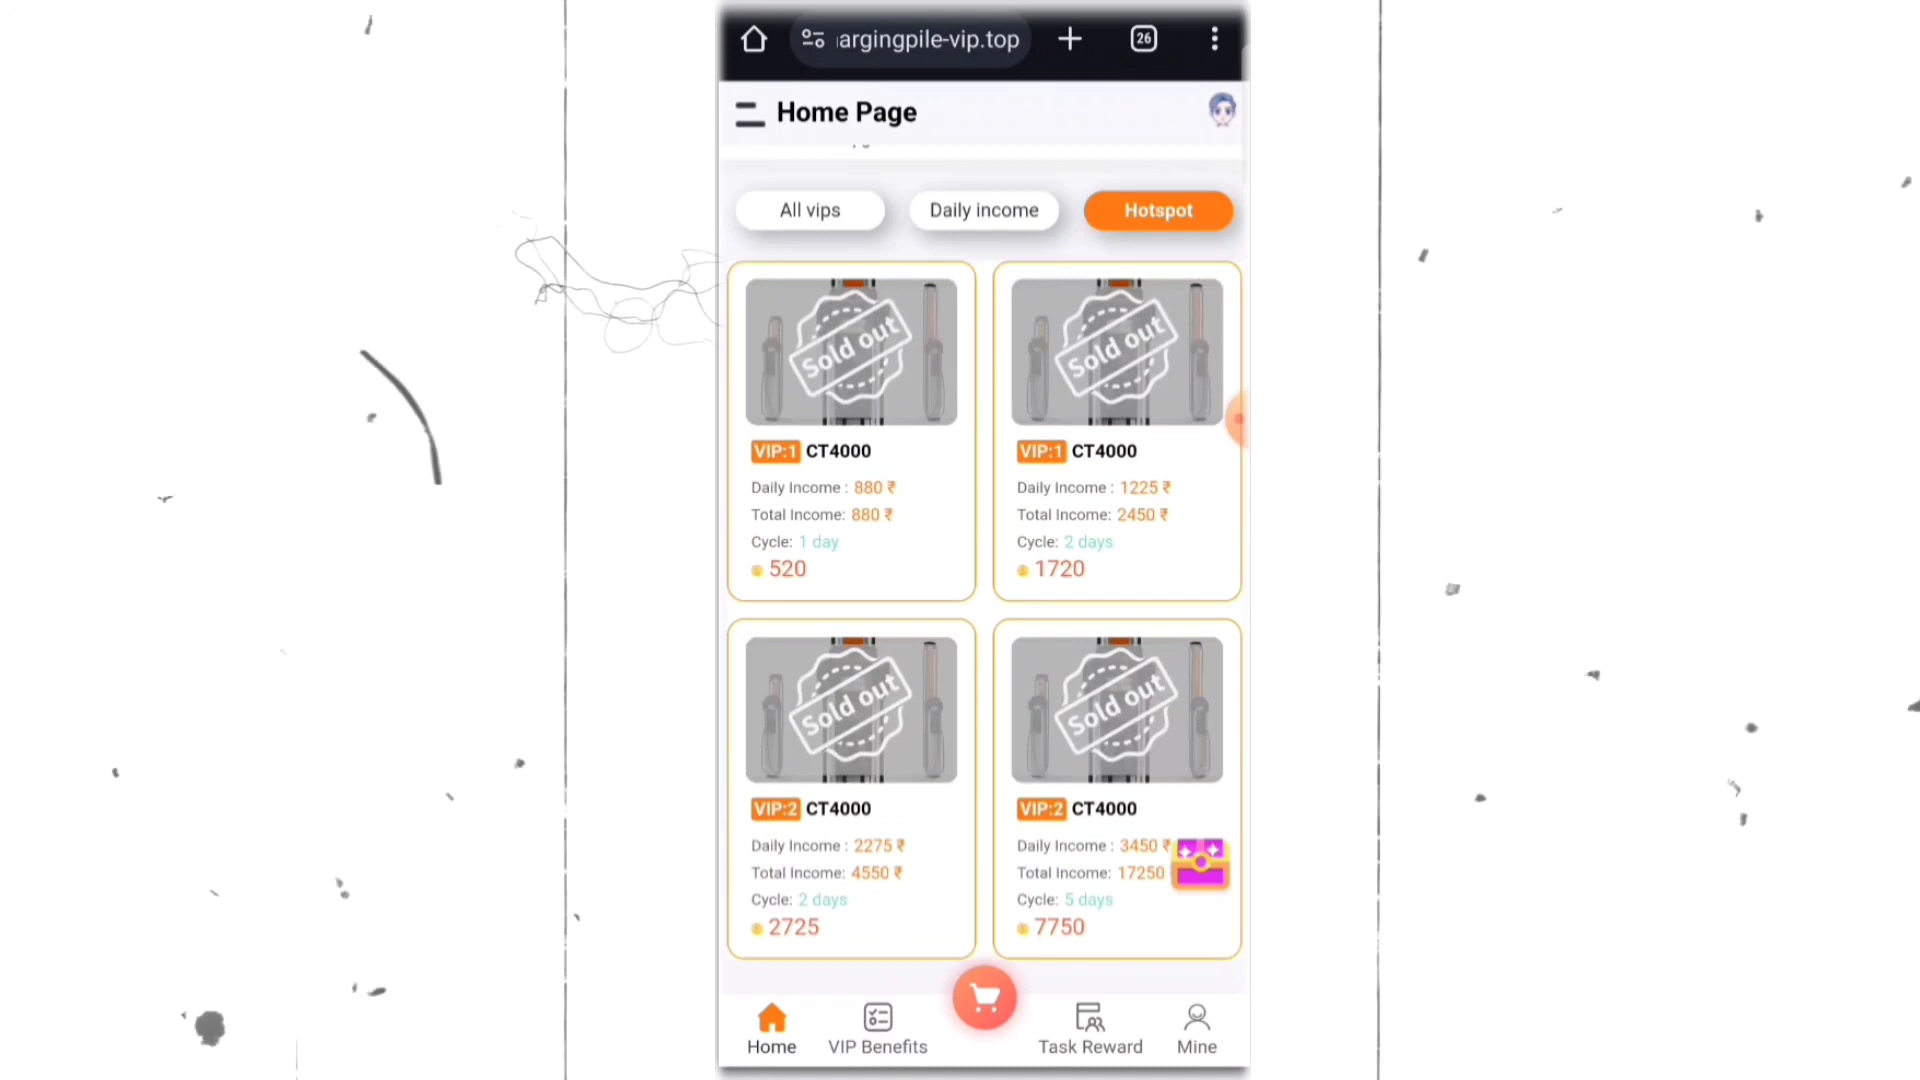 argingpile-vip.top
26
Home Page
All vips
Daily income
Hotspot
Sold out
VIP:1 CT4000
Daily Income : 880 ₹
Total Income: 880 ₹
Cycle: 1 day
520
Sold out
VIP:1 CT4000
Daily Income : 1225 ₹
Total Income: 2450 ₹
Cycle: 2 days
1720
Sold out
VIP:2 CT4000
Daily Income : 2275 ₹
Total Income: 4550 ₹
Cycle: 2 days
2725
Sold out
VIP:2 CT4000
Daily Income : 3450 ₹
Total Income: 17250
Cycle: 5 days
7750
Home
VIP Benefits
Task Reward
Mine